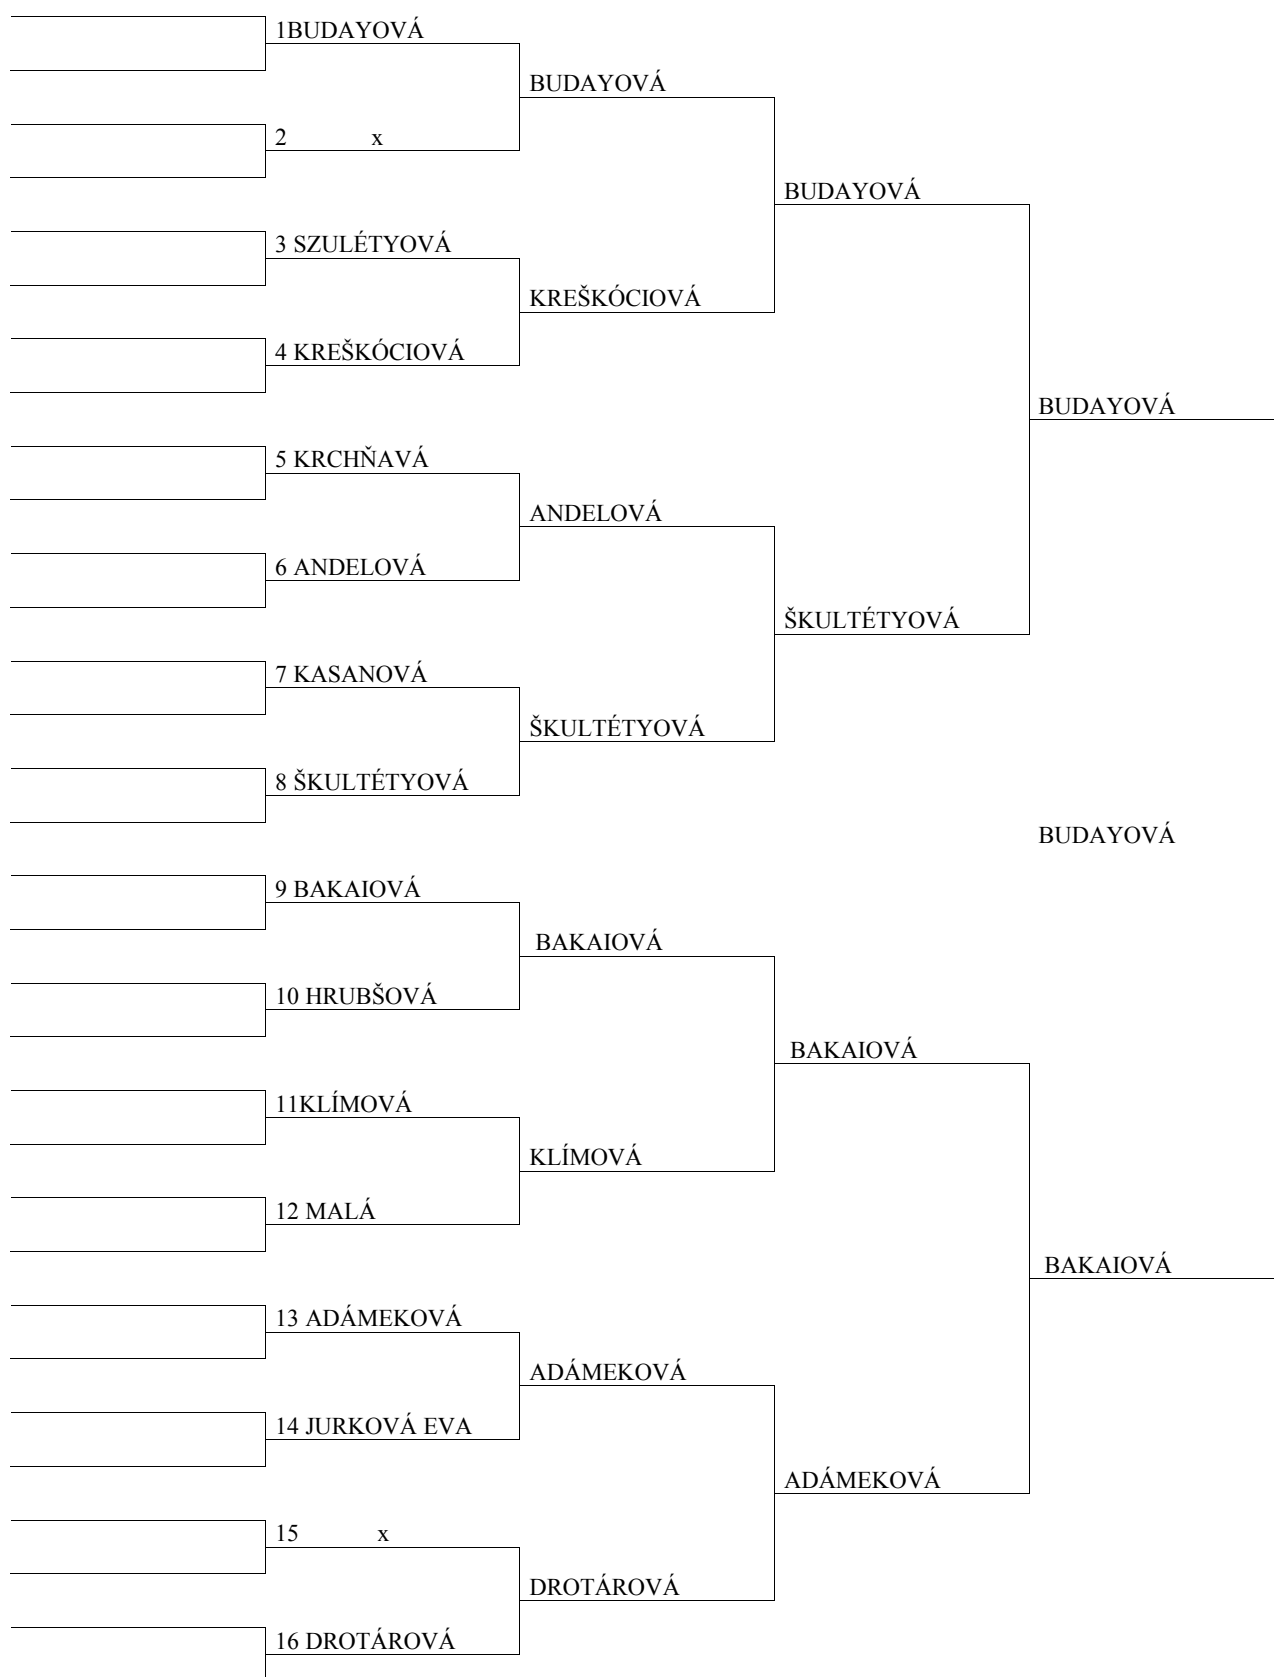 1BUDAYOVÁ
BUDAYOVÁ
2 x
BUDAYOVÁ
3 SZULÉTYOVÁ
KREŠKÓCIOVÁ
4 KREŠKÓCIOVÁ
BUDAYOVÁ
5 KRCHŇAVÁ
ANDELOVÁ
6 ANDELOVÁ
ŠKULTÉTYOVÁ
7 KASANOVÁ
ŠKULTÉTYOVÁ
8 ŠKULTÉTYOVÁ
BUDAYOVÁ
9 BAKAIOVÁ
BAKAIOVÁ
10 HRUBŠOVÁ
BAKAIOVÁ
11KLÍMOVÁ
KLÍMOVÁ
12 MALÁ
BAKAIOVÁ
13 ADÁMEKOVÁ
ADÁMEKOVÁ
14 JURKOVÁ EVA
ADÁMEKOVÁ
15 x
DROTÁROVÁ
16 DROTÁROVÁ